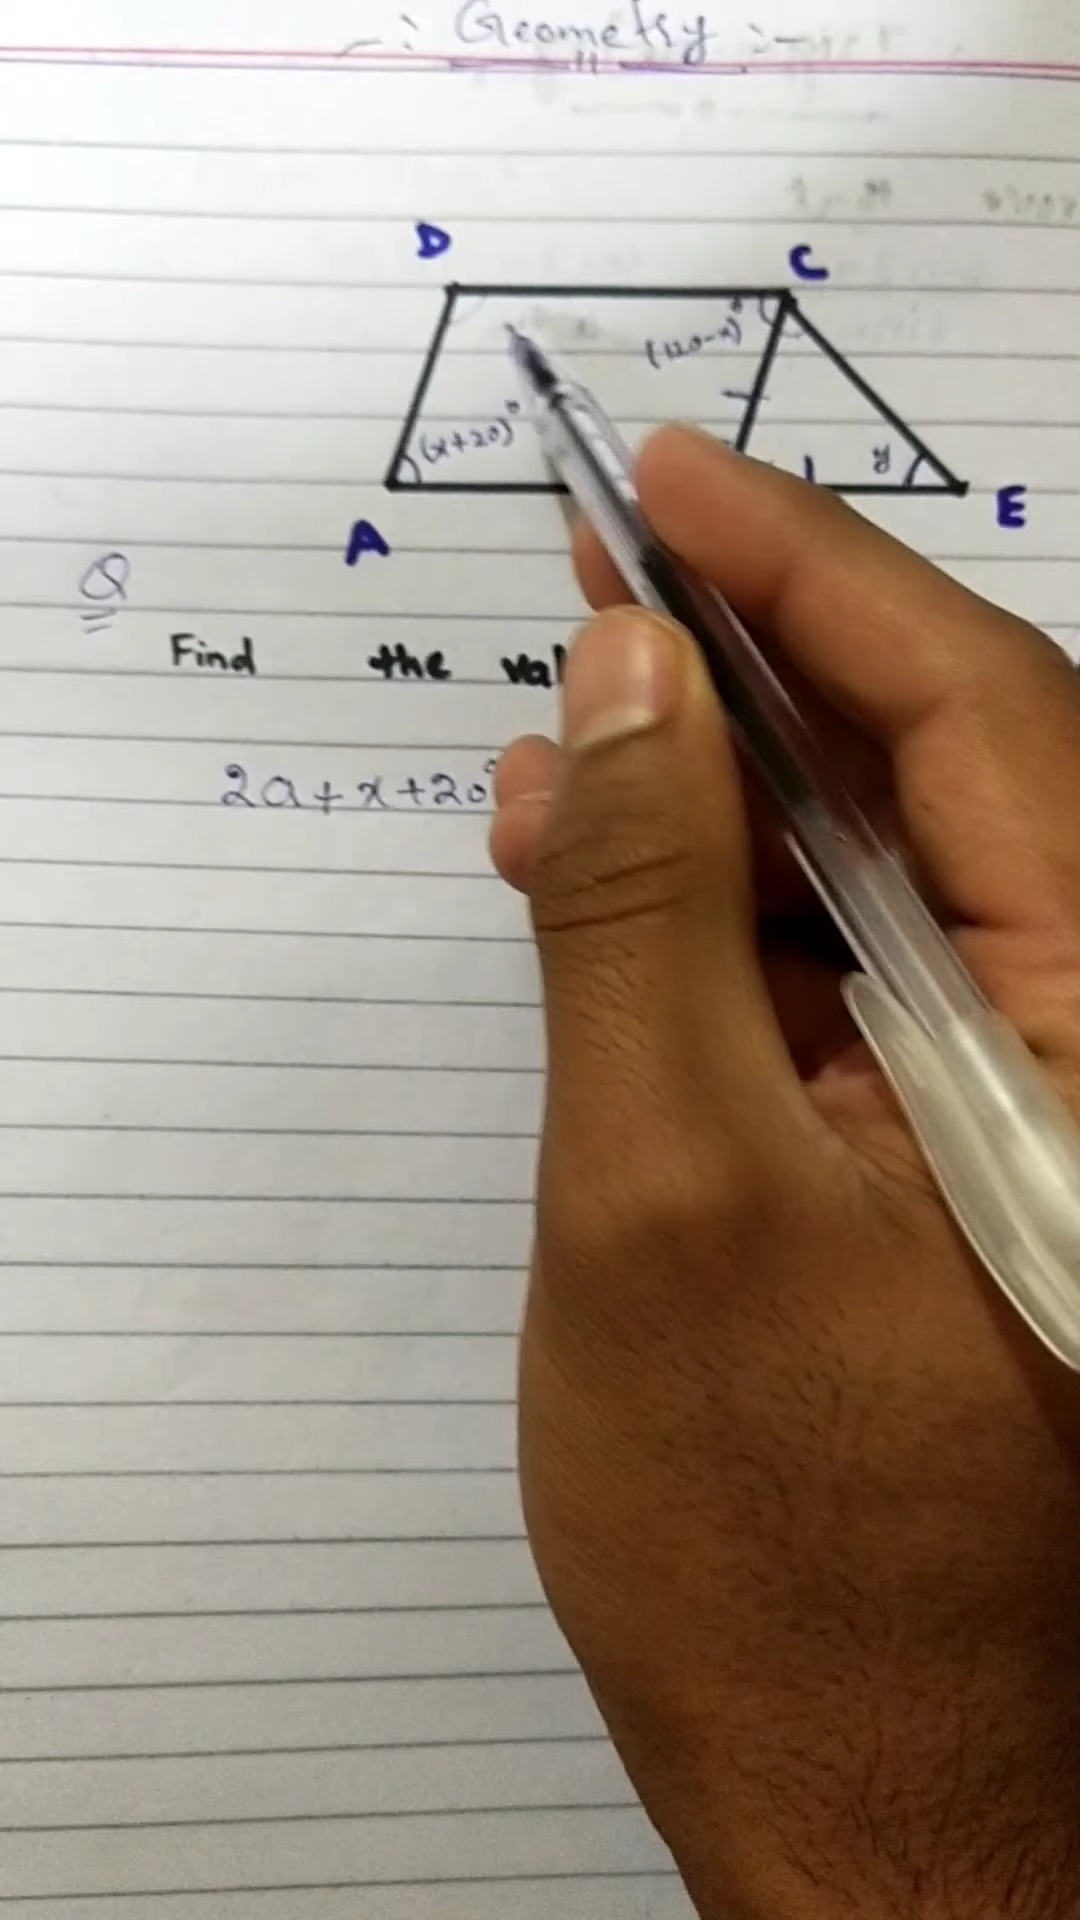 -: Geometry :-
D
C
(120-x)°
(x+20)°
y
A
E
Q
Find the val
2a+x+20°